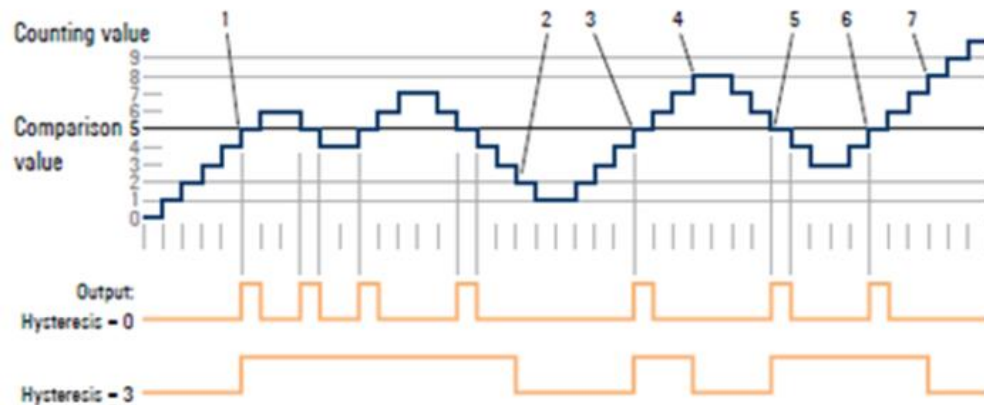 1 2 3 4 5 6 7
Counting value
9
8
7
6
Comparison 5
value
4
3
2
1
0
Output:
Hysteresis = 0
Hysteresis = 3